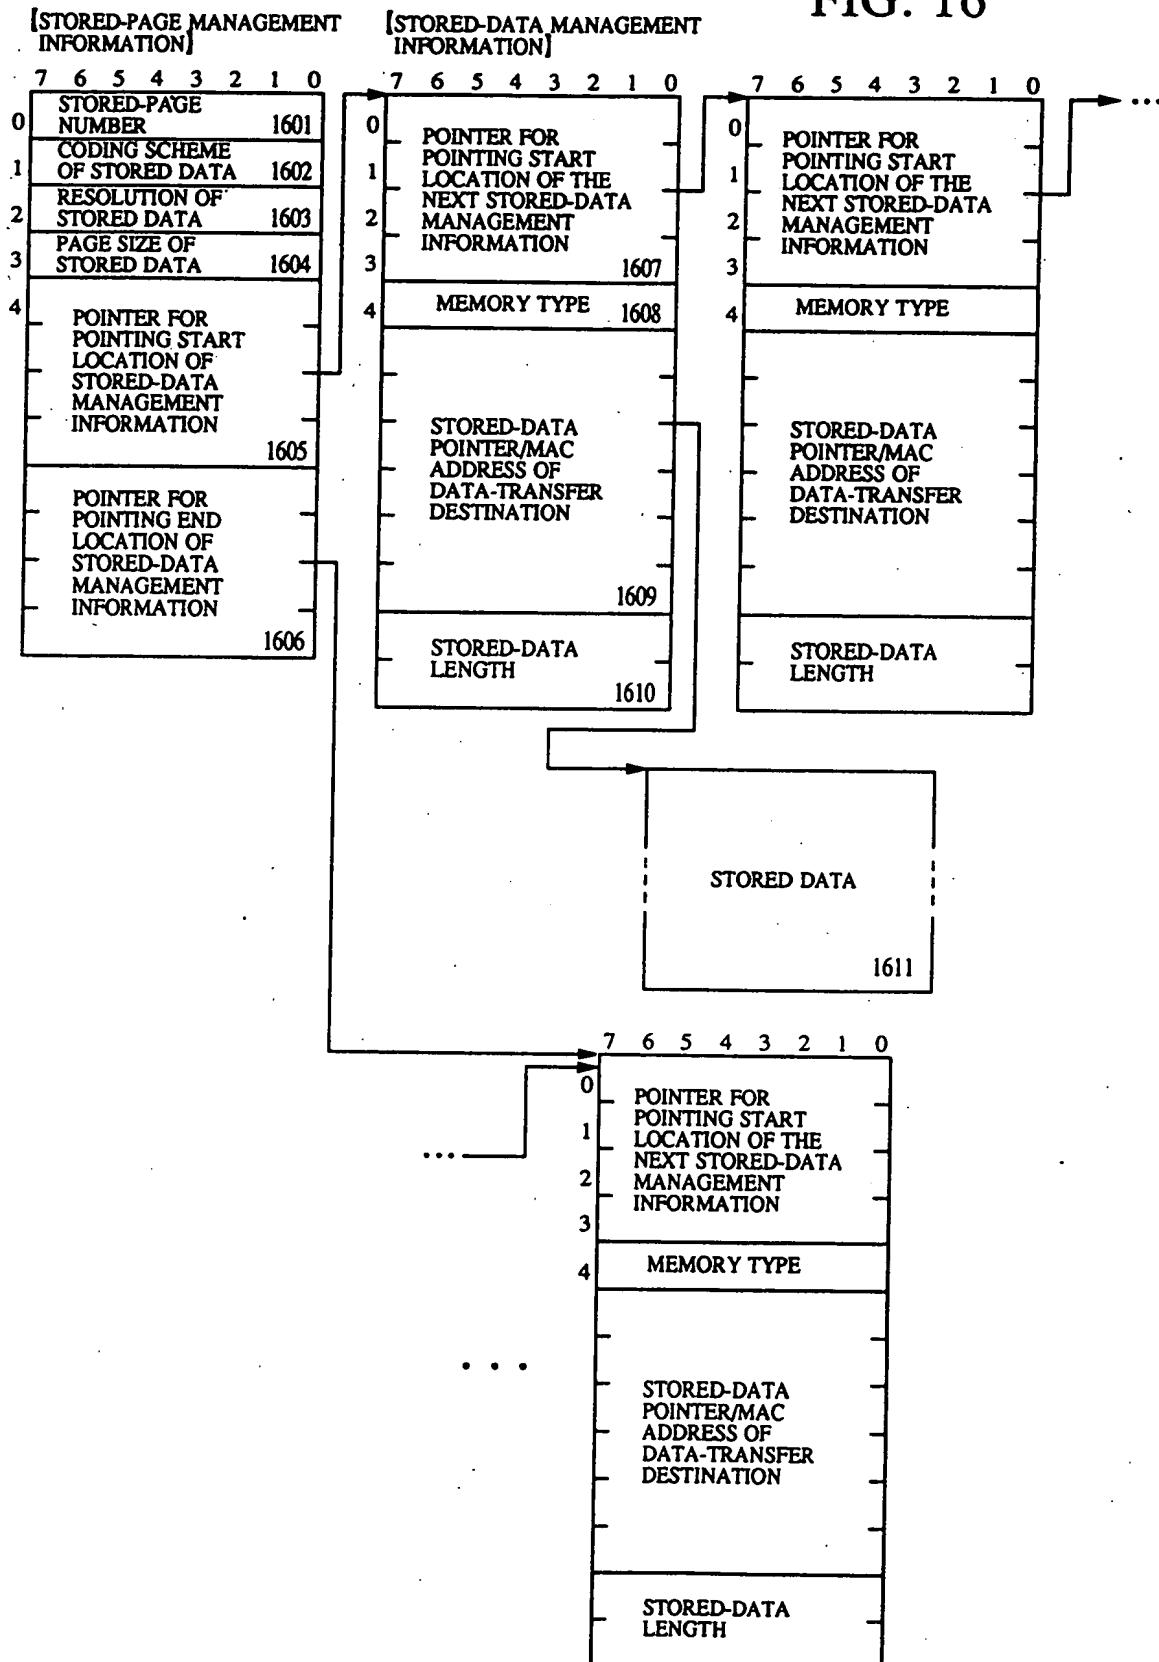 FIG. 16
[STORED-PAGE MANAGEMENT
INFORMATION]
7 6 5 4 3 2 1 0
0
STORED-PAGE
NUMBER 1601
1
CODING SCHEME
OF STORED DATA 1602
2
RESOLUTION OF
STORED DATA 1603
3
PAGE SIZE OF
STORED DATA 1604
4
POINTER FOR
POINTING START
LOCATION OF
STORED-DATA
MANAGEMENT
INFORMATION
1605
POINTER FOR
POINTING END
LOCATION OF
STORED-DATA
MANAGEMENT
INFORMATION
1606
[STORED-DATA MANAGEMENT
INFORMATION]
7 6 5 4 3 2 1 0
0
1
2
3
4
POINTER FOR
POINTING START
LOCATION OF THE
NEXT STORED-DATA
MANAGEMENT
INFORMATION
1607
MEMORY TYPE 1608
STORED-DATA
POINTER/MAC
ADDRESS OF
DATA-TRANSFER
DESTINATION
1609
STORED-DATA
LENGTH
1610
7 6 5 4 3 2 1 0
0
1
2
3
4
POINTER FOR
POINTING START
LOCATION OF THE
NEXT STORED-DATA
MANAGEMENT
INFORMATION
MEMORY TYPE
STORED-DATA
POINTER/MAC
ADDRESS OF
DATA-TRANSFER
DESTINATION
STORED-DATA
LENGTH
...
STORED DATA
1611
7 6 5 4 3 2 1 0
0
1
2
3
4
POINTER FOR
POINTING START
LOCATION OF THE
NEXT STORED-DATA
MANAGEMENT
INFORMATION
MEMORY TYPE
STORED-DATA
POINTER/MAC
ADDRESS OF
DATA-TRANSFER
DESTINATION
STORED-DATA
LENGTH
...
...